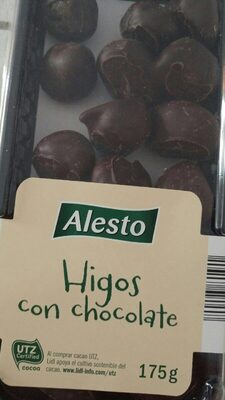 Alesto
Higos
con chocolate
UTZ
Certified
cacao
Al comprar cacao UTZ,
Lidl apoya el cultivo sostenible del
cacao. www.lidl-info.com/utz
175g